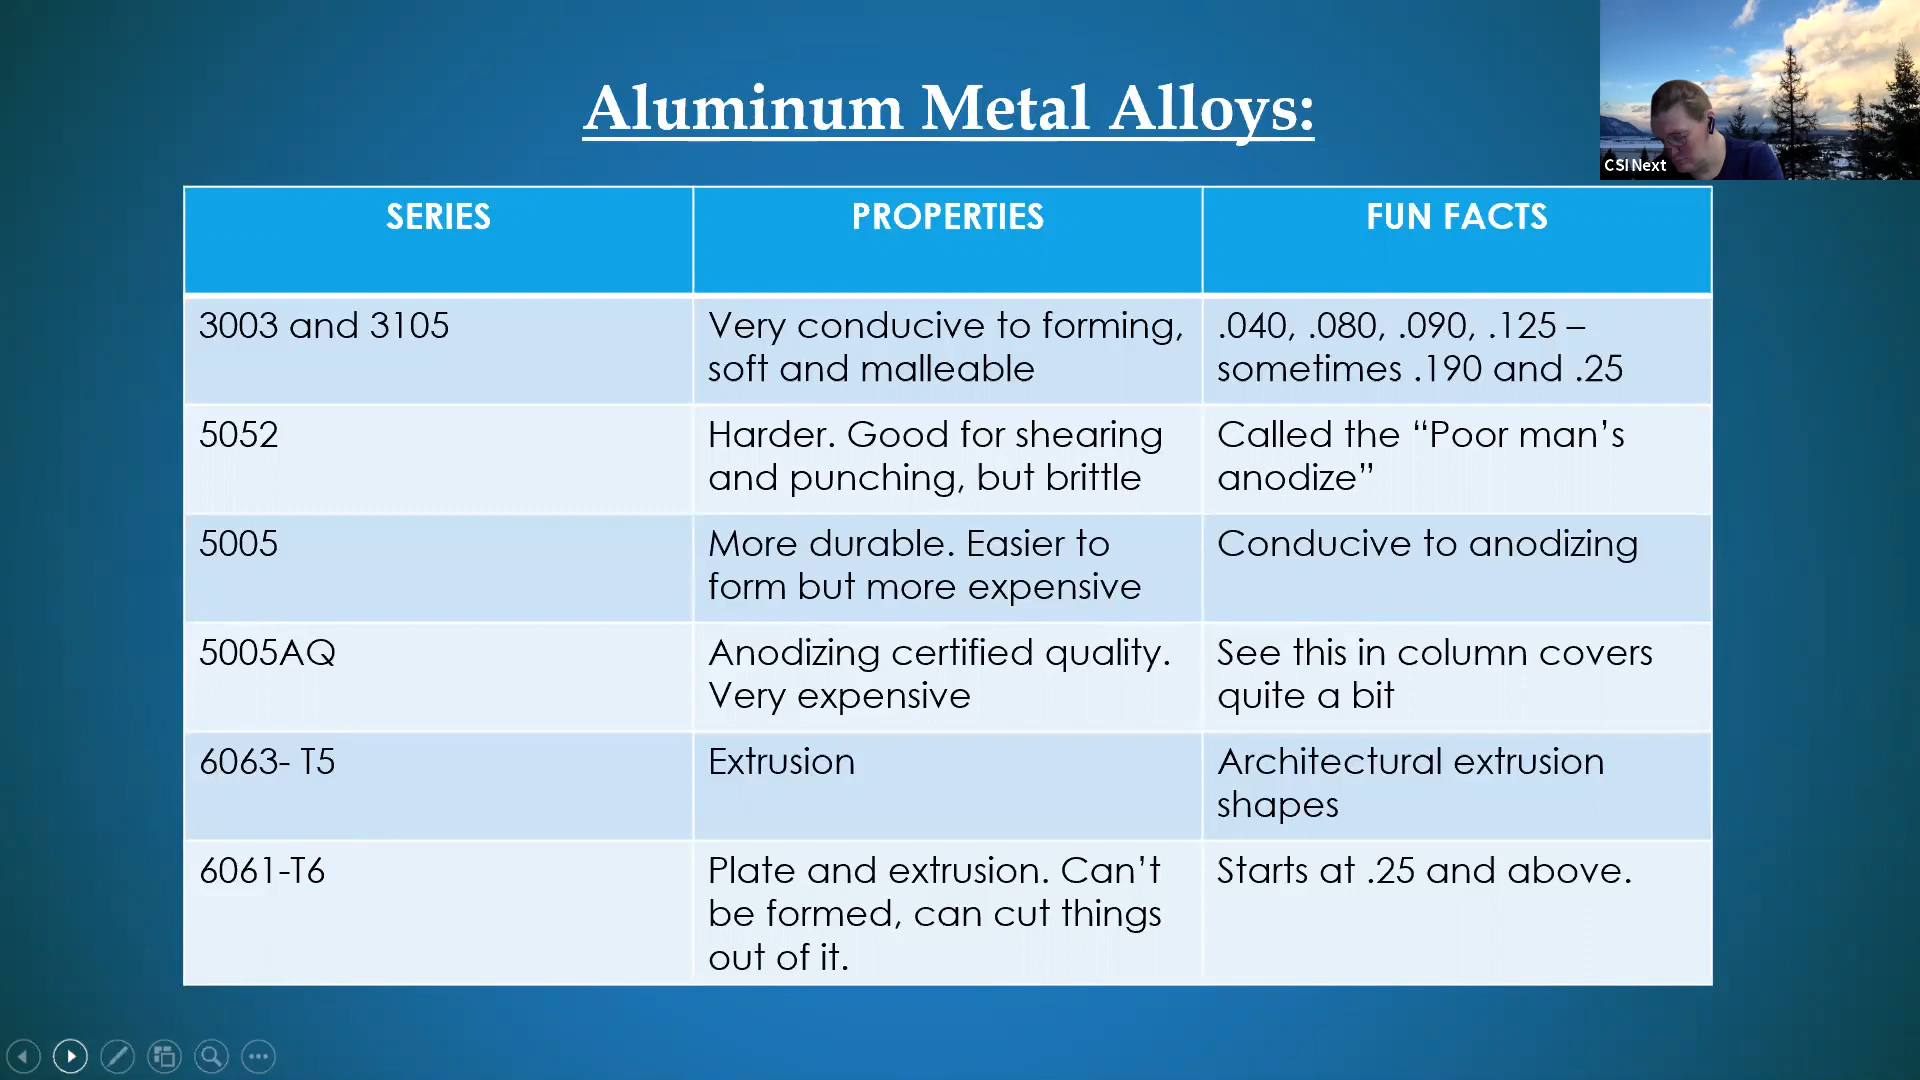 Aluminum Metal Alloys:
CSI Next
SERIES
PROPERTIES
FUN FACTS
3003 and 3105
Very conducive to forming,
soft and malleable
.040, .080, .090, .125 –
sometimes .190 and .25
5052
Harder. Good for shearing
and punching, but brittle
Called the “Poor man’s
anodize”
5005
More durable. Easier to
form but more expensive
Conducive to anodizing
5005AQ
Anodizing certified quality.
Very expensive
See this in column covers
quite a bit
6063- T5
Extrusion
Architectural extrusion
shapes
6061-T6
Plate and extrusion. Can’t
be formed, can cut things
out of it.
Starts at .25 and above.